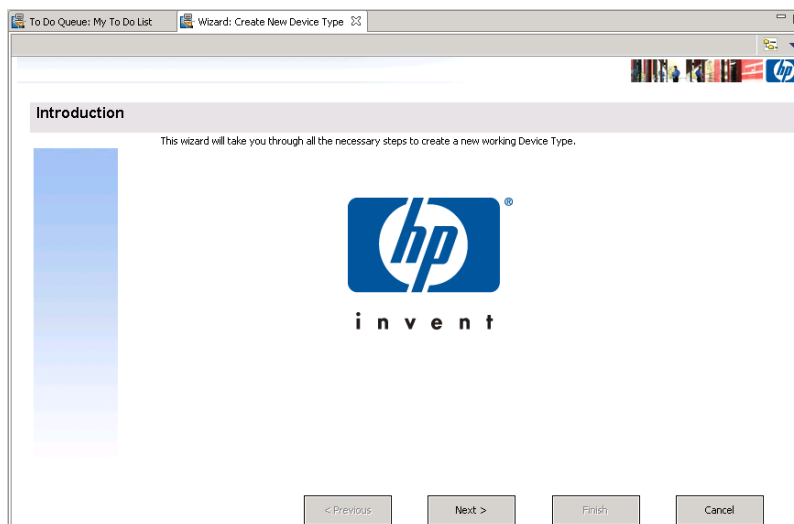 To Do Queue: My To Do List
Wizard: Create New Device Type
hp
Introduction
This wizard will take you through all the necessary steps to create a new working Device Type.
hp ®
invent
< Previous
Next >
Finish
Cancel